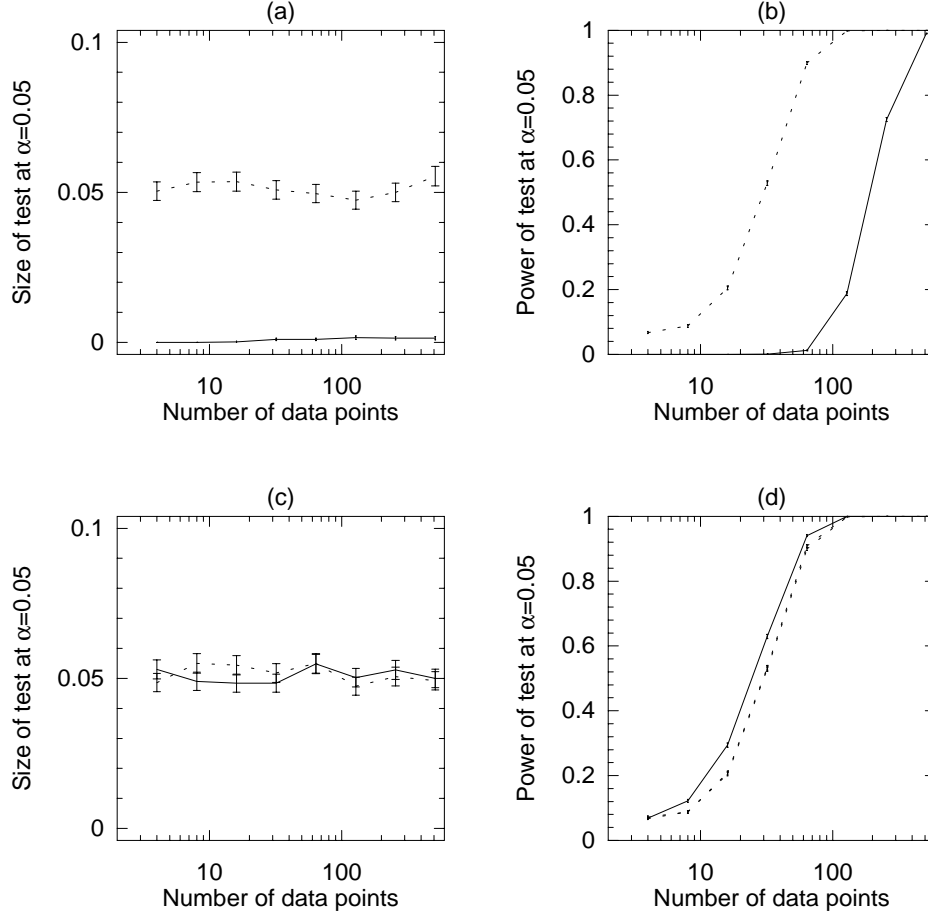 (a)
Size of test at α=0.05
0.1
0.05
0
10
100
Number of data points
(b)
Power of test at α=0.05
1
0.8
0.6
0.4
0.2
0
10
100
Number of data points
(c)
Size of test at α=0.05
0.1
0.05
0
10
100
Number of data points
(d)
Power of test at α=0.05
1
0.8
0.6
0.4
0.2
0
10
100
Number of data points